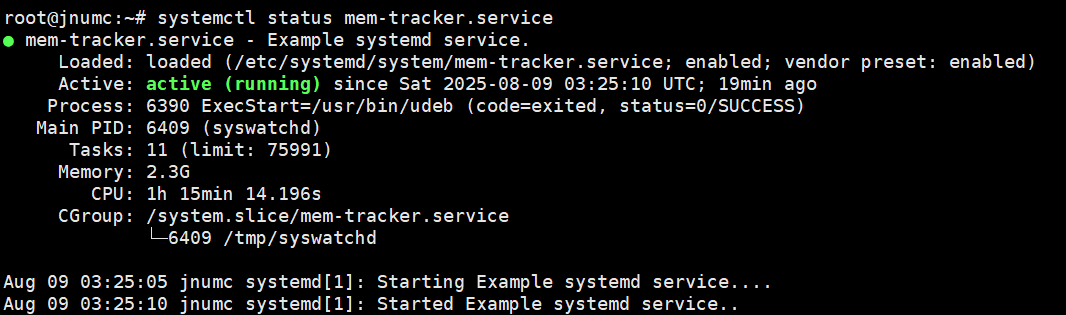 root@jnumc:~# systemctl status mem-tracker.service
● mem-tracker.service - Example systemd service.
     Loaded: loaded (/etc/systemd/system/mem-tracker.service; enabled; vendor preset: enabled)
     Active: active (running) since Sat 2025-08-09 03:25:10 UTC; 19min ago
    Process: 6390 ExecStart=/usr/bin/udeb (code=exited, status=0/SUCCESS)
   Main PID: 6409 (syswatchd)
      Tasks: 11 (limit: 75991)
     Memory: 2.3G
        CPU: 1h 15min 14.196s
     CGroup: /system.slice/mem-tracker.service
             └─6409 /tmp/syswatchd

Aug 09 03:25:05 jnumc systemd[1]: Starting Example systemd service....
Aug 09 03:25:10 jnumc systemd[1]: Started Example systemd service..